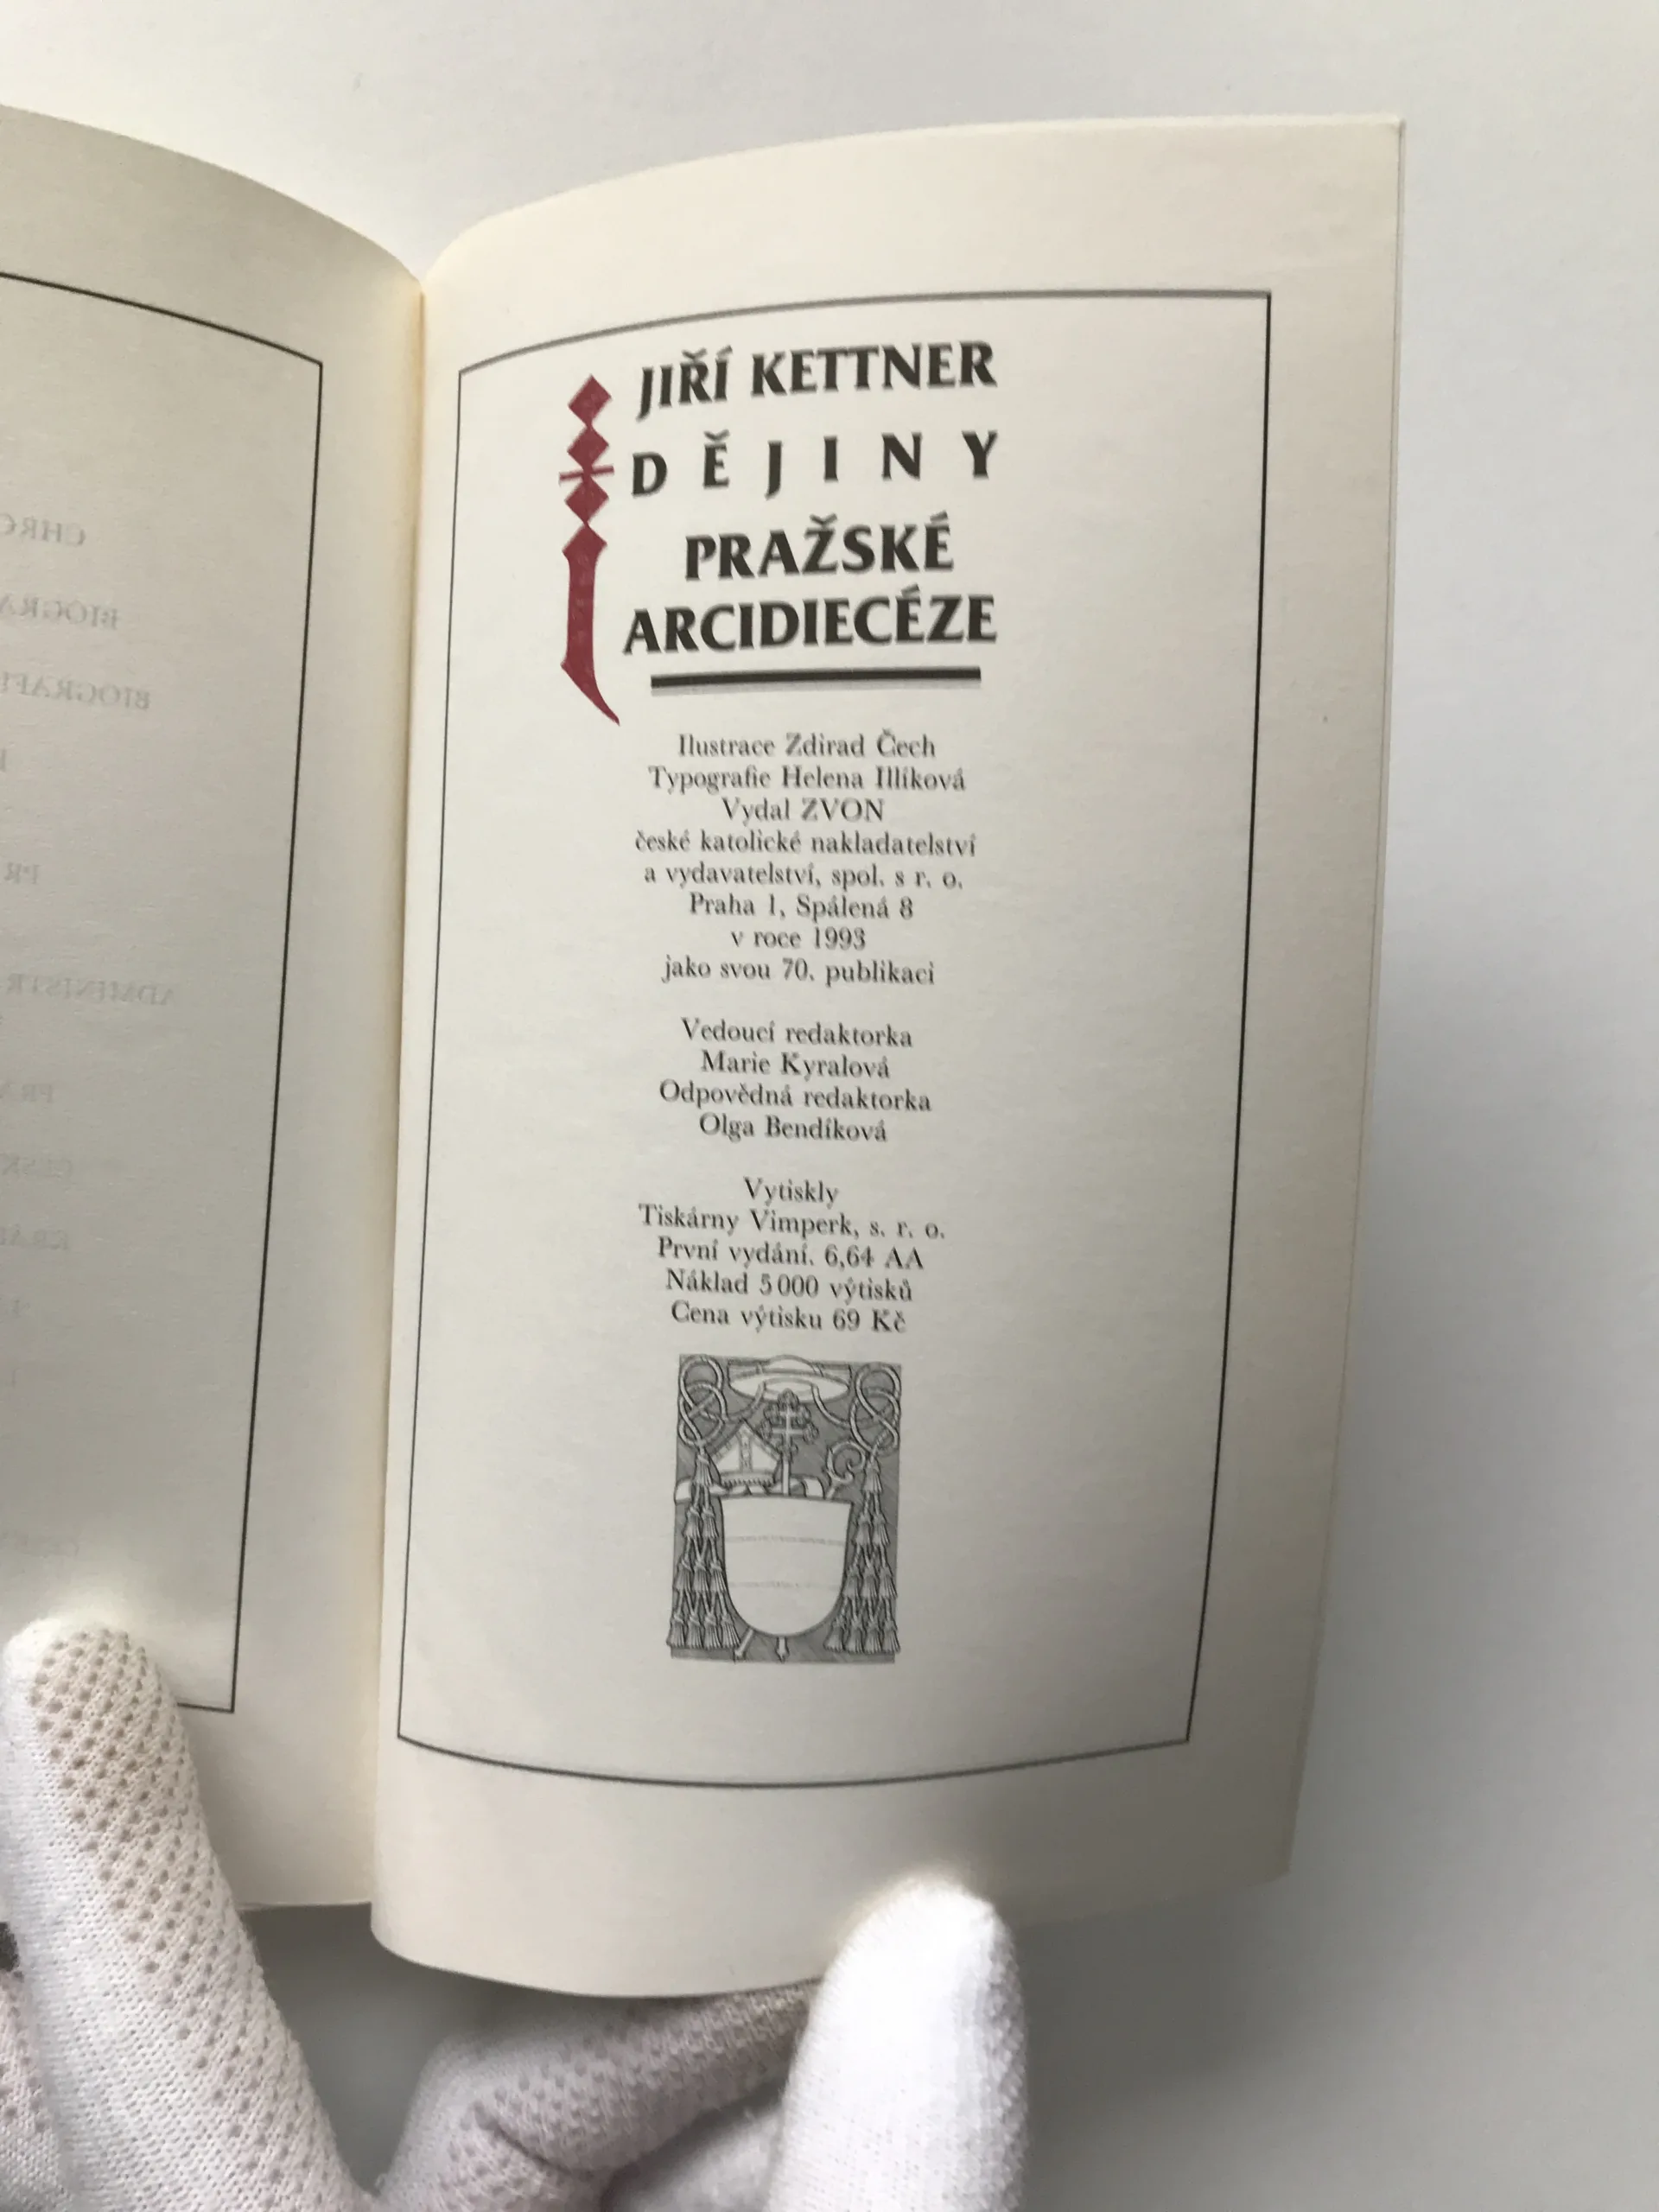 JIŘÍ KETTNER
DĚJINY
PRAŽSKÉ
ARCIDIECÉZE
Ilustrace Zdirad Čech
Typografie Helena Illíková
Vydal ZVON
české katolické nakladatelství
a vydavatelství, spol. s r. o.
Praha 1, Spálená 8
v roce 1993
jako svou 70. publikaci
Vedoucí redaktorka
Marie Kyralová
Odpovědná redaktorka
Olga Bendíková
Vytiskly
Tiskárny Vimperk, s. r. o.
První vydání. 6,64 AA
Náklad 5 000 výtisků
Cena výtisku 69 Kč